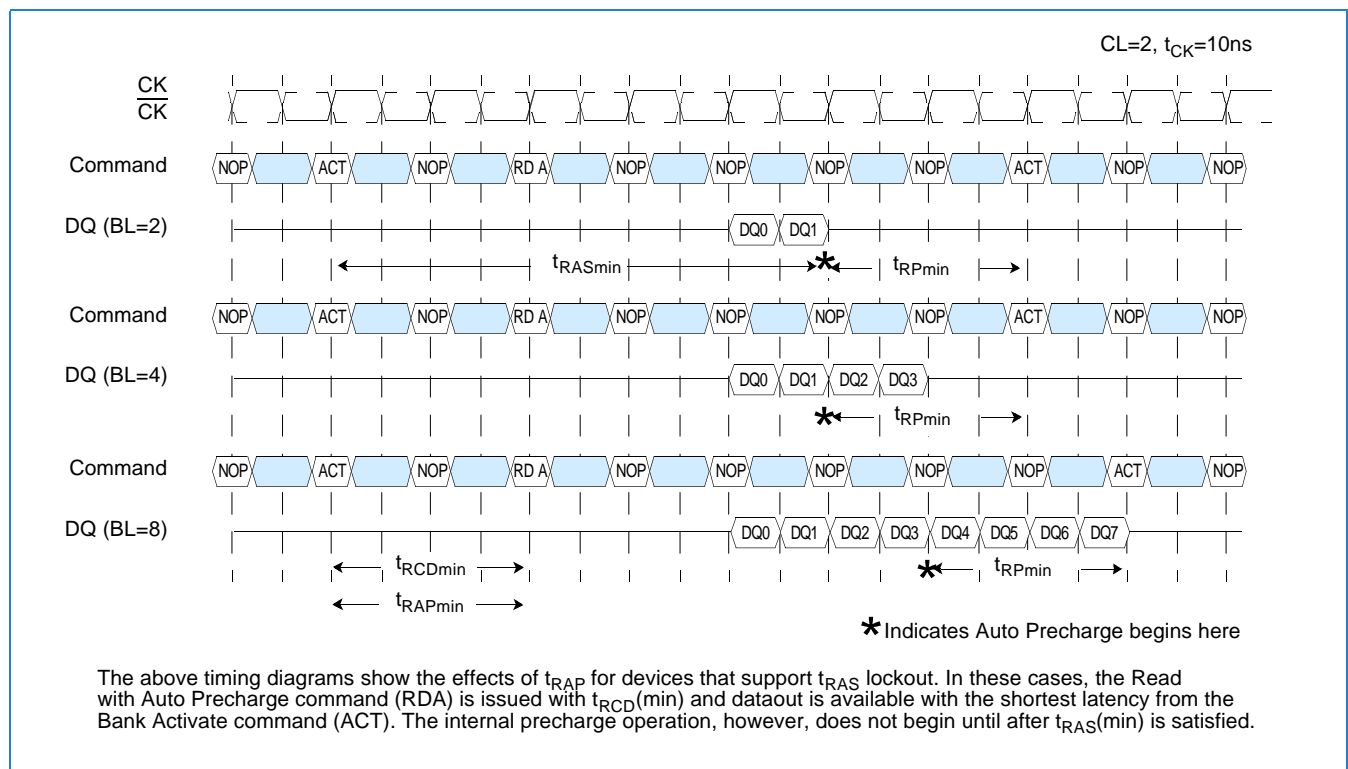 CL=2, tCK=10ns
CK
CK
Command NOP ACT NOP RD A NOP NOP NOP NOP ACT NOP NOP
DQ (BL=2) DQ0 DQ1
tRASmin * tRPmin
Command NOP ACT NOP RD A NOP NOP NOP NOP ACT NOP NOP
DQ (BL=4) DQ0 DQ1 DQ2 DQ3
* tRPmin
Command NOP ACT NOP RD A NOP NOP NOP NOP NOP ACT NOP
DQ (BL=8) DQ0 DQ1 DQ2 DQ3 DQ4 DQ5 DQ6 DQ7
tRCDmin * tRPmin
tRAPmin
* Indicates Auto Precharge begins here
The above timing diagrams show the effects of tRAP for devices that support tRAS lockout. In these cases, the Read
with Auto Precharge command (RDA) is issued with tRCD(min) and dataout is available with the shortest latency from the
Bank Activate command (ACT). The internal precharge operation, however, does not begin until after tRAS(min) is satisfied.